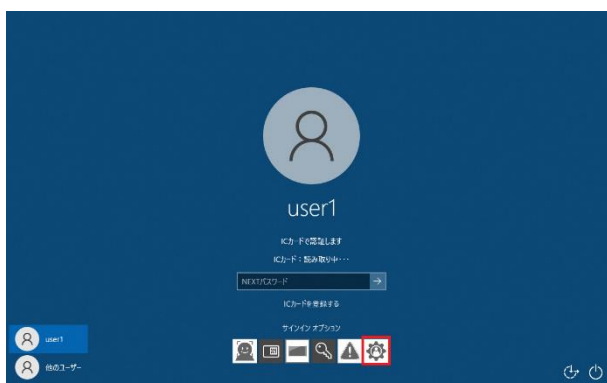 user1
ICカードで認証します
ICカード：読み取り中・・・
NEXTパスワード
ICカードを登録する
サインイン オプション
user1
他のユーザー